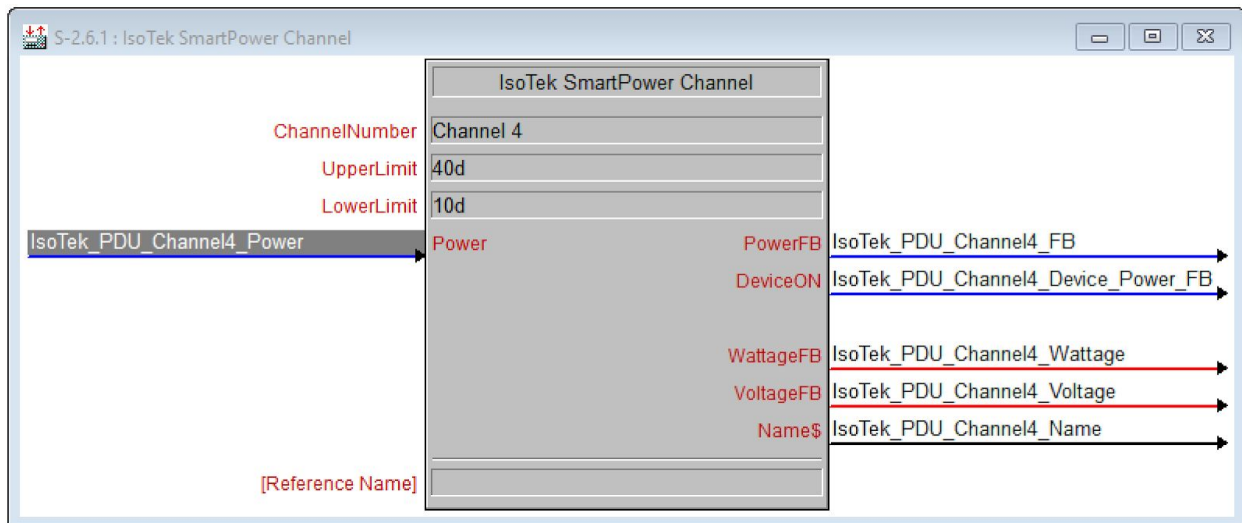 S-2.6.1 : IsoTek SmartPower Channel
IsoTek SmartPower Channel
ChannelNumber Channel 4
UpperLimit 40d
LowerLimit 10d
IsoTek_PDU_Channel4_Power Power PowerFB IsoTek_PDU_Channel4_FB
DeviceON IsoTek_PDU_Channel4_Device_Power_FB
WattageFB IsoTek_PDU_Channel4_Wattage
VoltageFB IsoTek_PDU_Channel4_Voltage
Name$ IsoTek_PDU_Channel4_Name
[Reference Name]